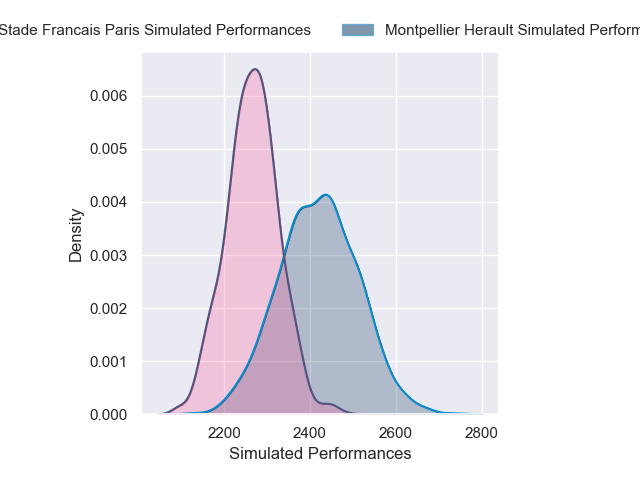 Stade Francais Paris Simulated Performances
Montpellier Herault Simulated
0.006
0.005
0.004
0.003
0.002
0.001
0.000
Density
2200 2400 2600 2800
Simulated Performances